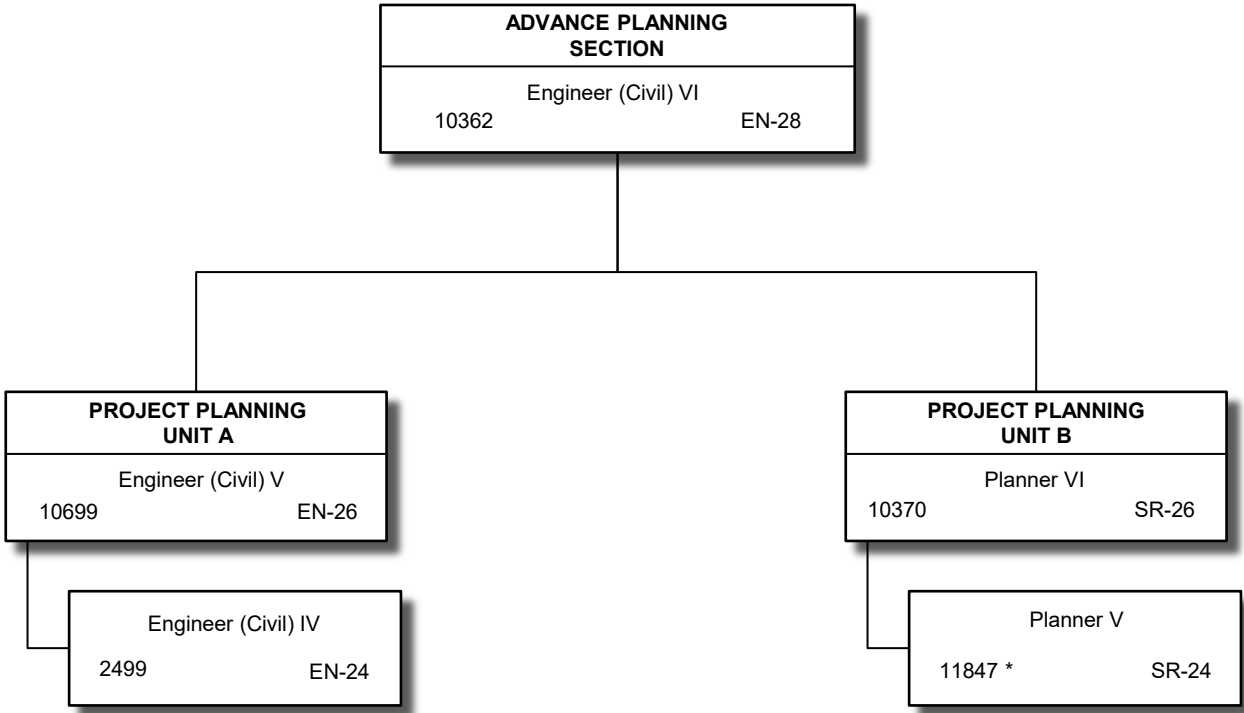 ADVANCE PLANNING
SECTION
Engineer (Civil) VI
10362 EN-28
PROJECT PLANNING
UNIT A
Engineer (Civil) V
10699 EN-26
Engineer (Civil) IV
2499 EN-24
PROJECT PLANNING
UNIT B
Planner VI
10370 SR-26
Planner V
11847 * SR-24